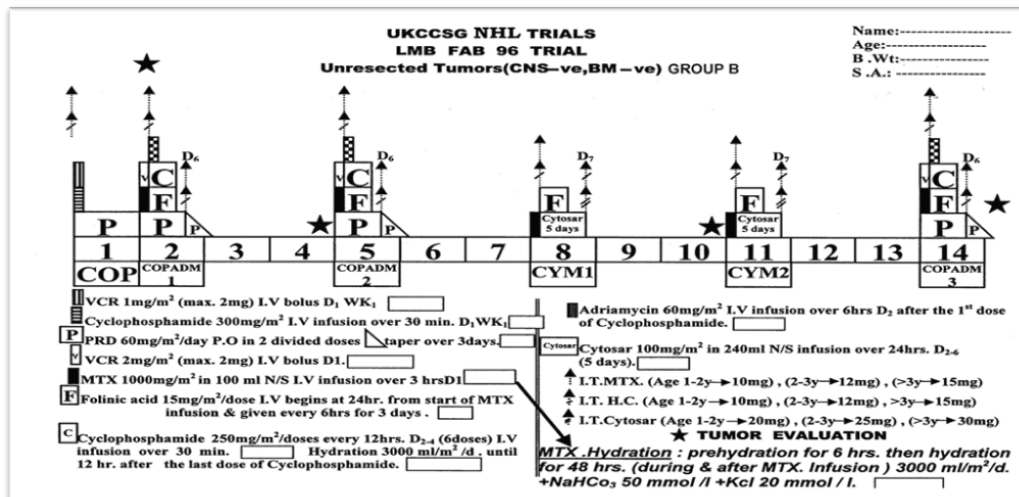 UKCCSG NHL TRIALS
LMB FAB 96 TRIAL
Unresected Tumors(CNS–ve,BM –ve) GROUP B
Name:
Age:
B .Wt:
S .A.:
D6 D6 D7 D7 D6
C C C
V V V
F F F F F
Cytosar 5 days Cytosar 5 days
P P P P P P P P
1 2 3 4 5 6 7 8 9 10 11 12 13 14
COP COPADM 1 COPADM 2 CYM1 CYM2 COPADM 3
VCR 1mg/m² (max. 2mg) I.V bolus D1 WK1
Cyclophosphamide 300mg/m² I.V infusion over 30 min. D1WK1
P PRD 60mg/m²/day P.O in 2 divided doses taper over 3days.
V VCR 2mg/m² (max. 2mg) I.V bolus D1.
MTX 1000mg/m² in 100 ml N/S I.V infusion over 3 hrsD1
F Folinic acid 15mg/m²/dose I.V begins at 24hr. from start of MTX
infusion & given every 6hrs for 3 days .
C Cyclophosphamide 250mg/m²/doses every 12hrs. D2-4 (6doses) I.V
infusion over 30 min. Hydration 3000 ml/m² /d . until
12 hr. after the last dose of Cyclophosphamide.
Adriamycin 60mg/m² I.V infusion over 6hrs D2 after the 1st dose
of Cyclophosphamide.
Cytosar Cytosar 100mg/m² in 240ml N/S infusion over 24hrs. D2-6
(5 days).
I.T.MTX. (Age 1-2y→10mg) , (2-3y→12mg) , (>3y→15mg)
I.T. H.C. (Age 1-2y→10mg) , (2-3y→12mg) , >3y→15mg)
I.T.Cytosar (Age 1-2y→20mg) , (2-3y→25mg) , (>3y→30mg)
★ TUMOR EVALUATION
MTX .Hydration : prehydration for 6 hrs. then hydration
for 48 hrs. (during & after MTX. Infusion ) 3000 ml/m²/d.
+NaHCo3 50 mmol /l +Kcl 20 mmol / l.